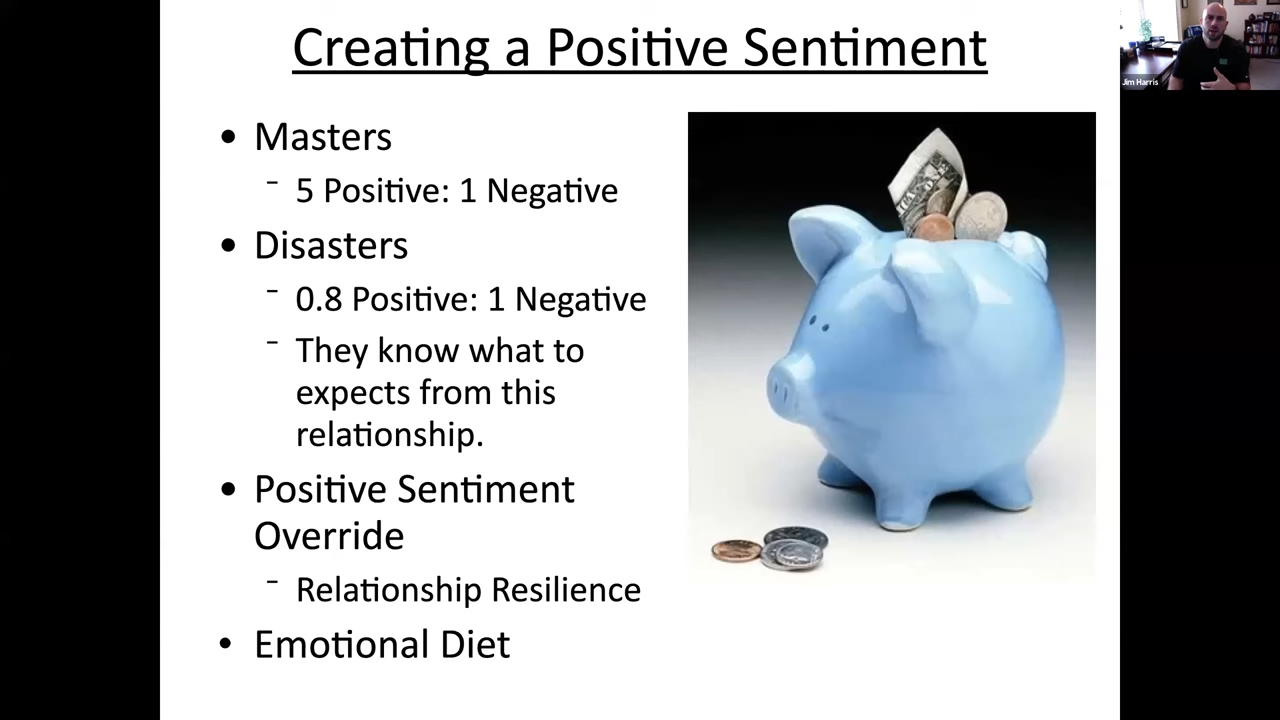 Creating a Positive Sentiment
Jim Harris
• Masters
- 5 Positive: 1 Negative
• Disasters
- 0.8 Positive: 1 Negative
- They know what to
expects from this
relationship.
• Positive Sentiment
Override
- Relationship Resilience
• Emotional Diet